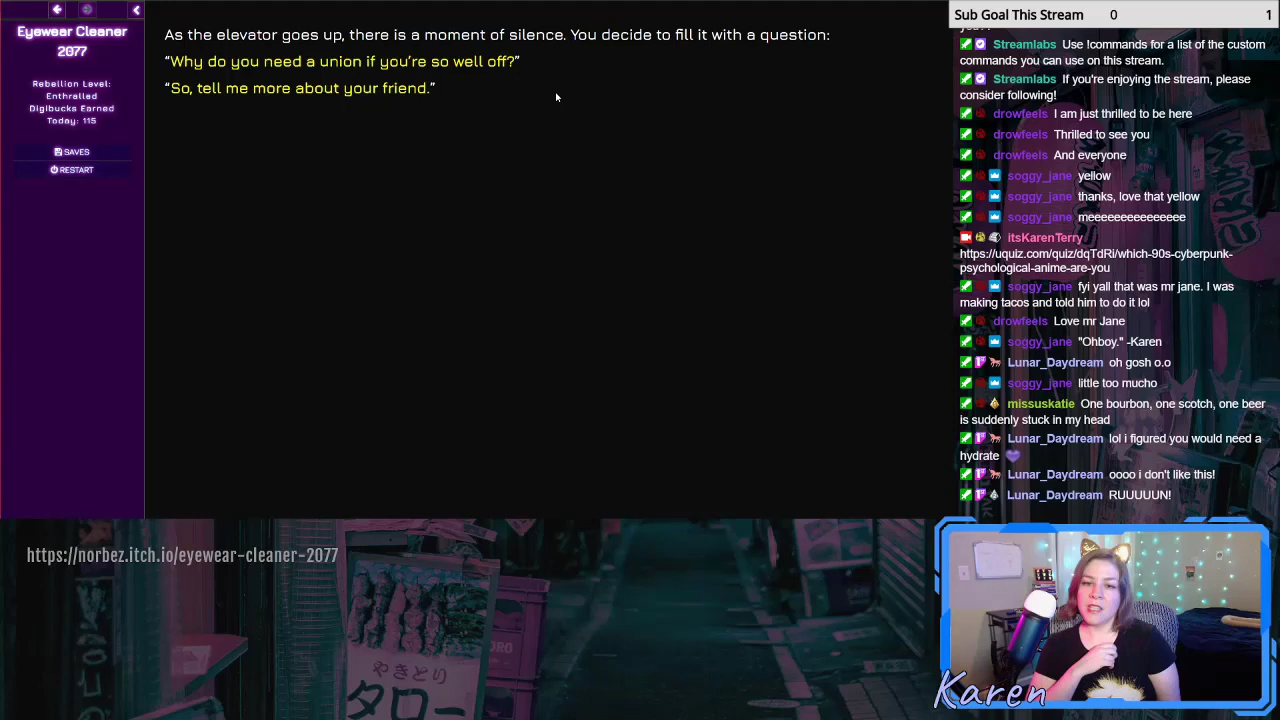 Eyewear Cleaner
2077
Rebellion Level:
Enthralled
Digibucks Earned
Today: 115
SAVES
RESTART
As the elevator goes up, there is a moment of silence. You decide to fill it with a question:
“Why do you need a union if you’re so well off?”
“So, tell me more about your friend.”
Sub Goal This Stream 0 1
Streamlabs Use !commands for a list of the custom
commands you can use on this stream.
Streamlabs If you're enjoying the stream, please
consider following!
drowfeels I am just thrilled to be here
drowfeels Thrilled to see you
drowfeels And everyone
soggy_jane yellow
soggy_jane thanks, love that yellow
soggy_jane meeeeeeeeeeeeeee
itsKarenTerry
https://uquiz.com/quiz/dqTdRi/which-90s-cyberpunk-
psychological-anime-are-you
soggy_jane fyi yall that was mr jane. I was
making tacos and told him to do it lol
drowfeels Love mr Jane
soggy_jane "Ohboy." -Karen
Lunar_Daydream oh gosh o.o
soggy_jane little too mucho
missuskatie One bourbon, one scotch, one beer
is suddenly stuck in my head
Lunar_Daydream lol i figured you would need a
hydrate
Lunar_Daydream oooo i don't like this!
Lunar_Daydream RUUUUUN!
https://norbez.itch.io/eyewear-cleaner-2077
やきとり
タワー
Karen